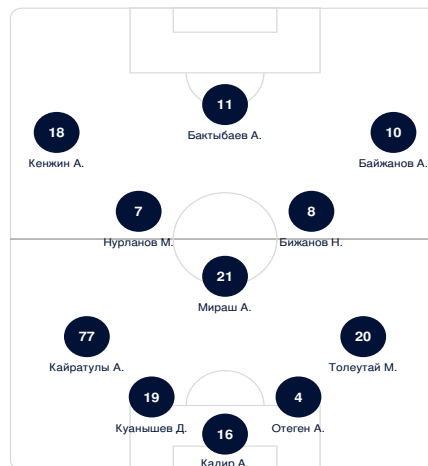 11
Бактыбаев А.
18
Кенжин А.
10
Байжанов А.
7
Нурланов М.
8
Бижанов Н.
21
Мираш А.
77
Кайратулы А.
20
Толеутай М.
19
Куанышев Д.
4
Отеген А.
16
Кадир А.